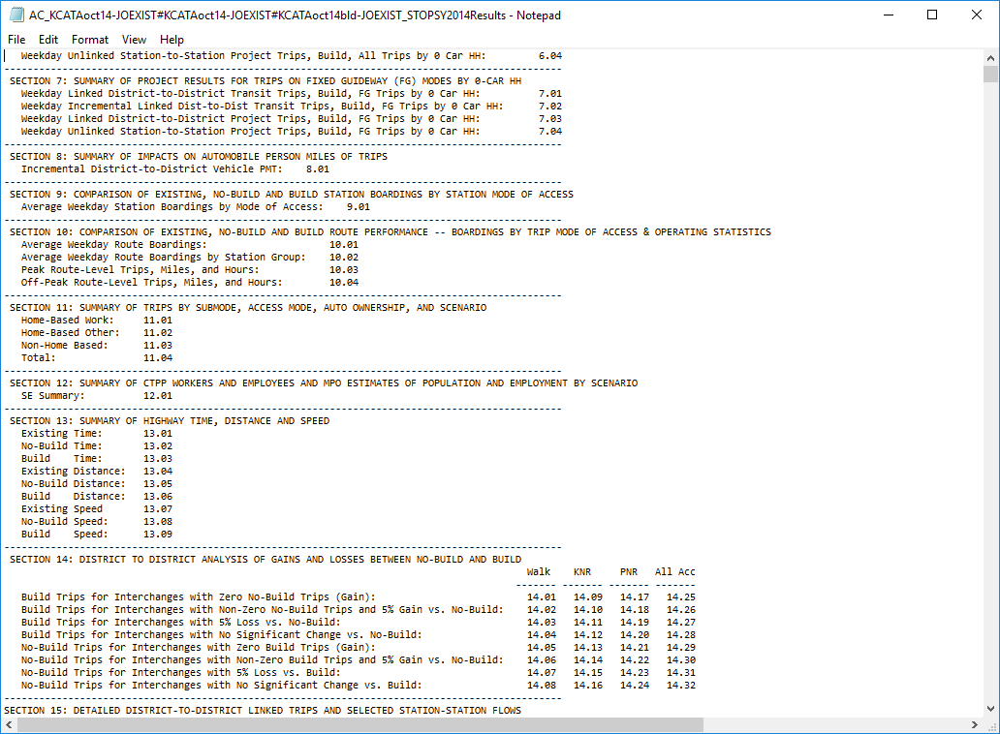 AC_KCATAoct14-JOEXIST#KCATAoct14-JOEXIST#KCATAoct14bld-JOEXIST_STOPSY2014Results - Notepad
File Edit Format View Help
Weekday Unlinked Station-to-Station Project Trips, Build, All Trips by 0 Car HH: 6.04
SECTION 7: SUMMARY OF PROJECT RESULTS FOR TRIPS ON FIXED GUIDEWAY (FG) MODES BY 0-CAR HH
Weekday Linked District-to-District Transit Trips, Build, FG Trips by 0 Car HH: 7.01
Weekday Incremental Linked Dist-to-Dist Transit Trips, Build, FG Trips by 0 Car HH: 7.02
Weekday Linked District-to-District Project Trips, Build, FG Trips by 0 Car HH: 7.03
Weekday Unlinked Station-to-Station Project Trips, Build, FG Trips by 0 Car HH: 7.04
SECTION 8: SUMMARY OF IMPACTS ON AUTOMOBILE PERSON MILES OF TRIPS
Incremental District-to-District Vehicle PMT: 8.01
SECTION 9: COMPARISON OF EXISTING, NO-BUILD AND BUILD STATION BOARDINGS BY STATION MODE OF ACCESS
Average Weekday Station Boardings by Mode of Access: 9.01
SECTION 10: COMPARISON OF EXISTING, NO-BUILD AND BUILD ROUTE PERFORMANCE -- BOARDINGS BY TRIP MODE OF ACCESS & OPERATING STATISTICS
Average Weekday Route Boardings: 10.01
Average Weekday Route Boardings by Station Group: 10.02
Peak Route-Level Trips, Miles, and Hours: 10.03
Off-Peak Route-Level Trips, Miles, and Hours: 10.04
SECTION 11: SUMMARY OF TRIPS BY SUBMODE, ACCESS MODE, AUTO OWNERSHIP, AND SCENARIO
Home-Based Work: 11.01
Home-Based Other: 11.02
Non-Home Based: 11.03
Total: 11.04
SECTION 12: SUMMARY OF CTPP WORKERS AND EMPLOYEES AND MPO ESTIMATES OF POPULATION AND EMPLOYMENT BY SCENARIO
SE Summary: 12.01
SECTION 13: SUMMARY OF HIGHWAY TIME, DISTANCE AND SPEED
Existing Time: 13.01
No-Build Time: 13.02
Build Time: 13.03
Existing Distance: 13.04
No-Build Distance: 13.05
Build Distance: 13.06
Existing Speed 13.07
No-Build Speed: 13.08
Build Speed: 13.09
SECTION 14: DISTRICT TO DISTRICT ANALYSIS OF GAINS AND LOSSES BETWEEN NO-BUILD AND BUILD
Walk KNR PNR All Acc
Build Trips for Interchanges with Zero No-Build Trips (Gain): 14.01 14.09 14.17 14.25
Build Trips for Interchanges with Non-Zero No-Build Trips and 5% Gain vs. No-Build: 14.02 14.10 14.18 14.26
Build Trips for Interchanges with 5% Loss vs. No-Build: 14.03 14.11 14.19 14.27
Build Trips for Interchanges with No Significant Change vs. No-Build: 14.04 14.12 14.20 14.28
No-Build Trips for Interchanges with Zero Build Trips (Gain): 14.05 14.13 14.21 14.29
No-Build Trips for Interchanges with Non-Zero Build Trips and 5% Gain vs. No-Build: 14.06 14.14 14.22 14.30
No-Build Trips for Interchanges with 5% Loss vs. Build: 14.07 14.15 14.23 14.31
No-Build Trips for Interchanges with No Significant Change vs. Build: 14.08 14.16 14.24 14.32
SECTION 15: DETAILED DISTRICT-TO-DISTRICT LINKED TRIPS AND SELECTED STATION-STATION FLOWS